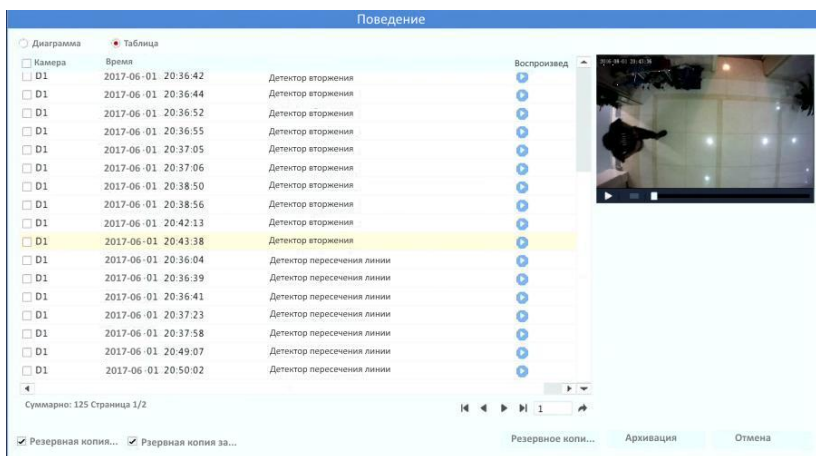 Поведение
Диаграмма Таблица
Камера Время Воспроизвед
D1 2017-06-01 20:36:42 Детектор вторжения
D1 2017-06-01 20:36:44 Детектор вторжения
D1 2017-06-01 20:36:52 Детектор вторжения
D1 2017-06-01 20:36:55 Детектор вторжения
D1 2017-06-01 20:37:05 Детектор вторжения
D1 2017-06-01 20:37:06 Детектор вторжения
D1 2017-06-01 20:38:50 Детектор вторжения
D1 2017-06-01 20:38:56 Детектор вторжения
D1 2017-06-01 20:42:13 Детектор вторжения
D1 2017-06-01 20:43:38 Детектор вторжения
D1 2017-06-01 20:36:04 Детектор пересечения линии
D1 2017-06-01 20:36:39 Детектор пересечения линии
D1 2017-06-01 20:36:41 Детектор пересечения линии
D1 2017-06-01 20:37:23 Детектор пересечения линии
D1 2017-06-01 20:37:58 Детектор пересечения линии
D1 2017-06-01 20:49:07 Детектор пересечения линии
D1 2017-06-01 20:50:02 Детектор пересечения линии
Суммарно: 125 Страница 1/2 1
Резервная копия... Рзервная копия за... Резервное копи... Архивация Отмена